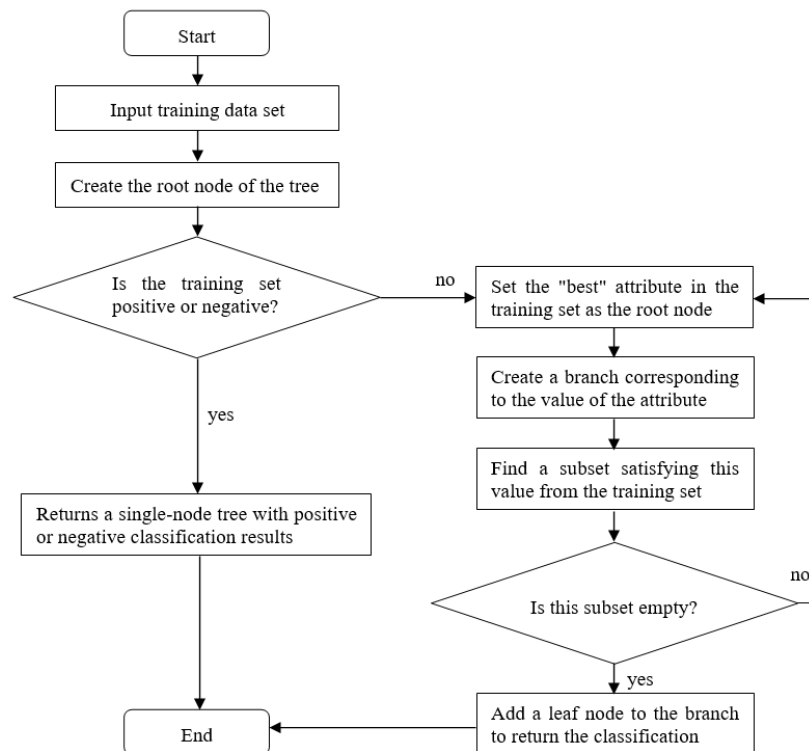 Start
Input training data set
Create the root node of the tree
Is the training set
positive or negative?
no
Set the "best" attribute in the
training set as the root node
Create a branch corresponding
to the value of the attribute
yes
Find a subset satisfying this
value from the training set
Returns a single-node tree with positive
or negative classification results
Is this subset empty?
no
yes
Add a leaf node to the branch
to return the classification
End